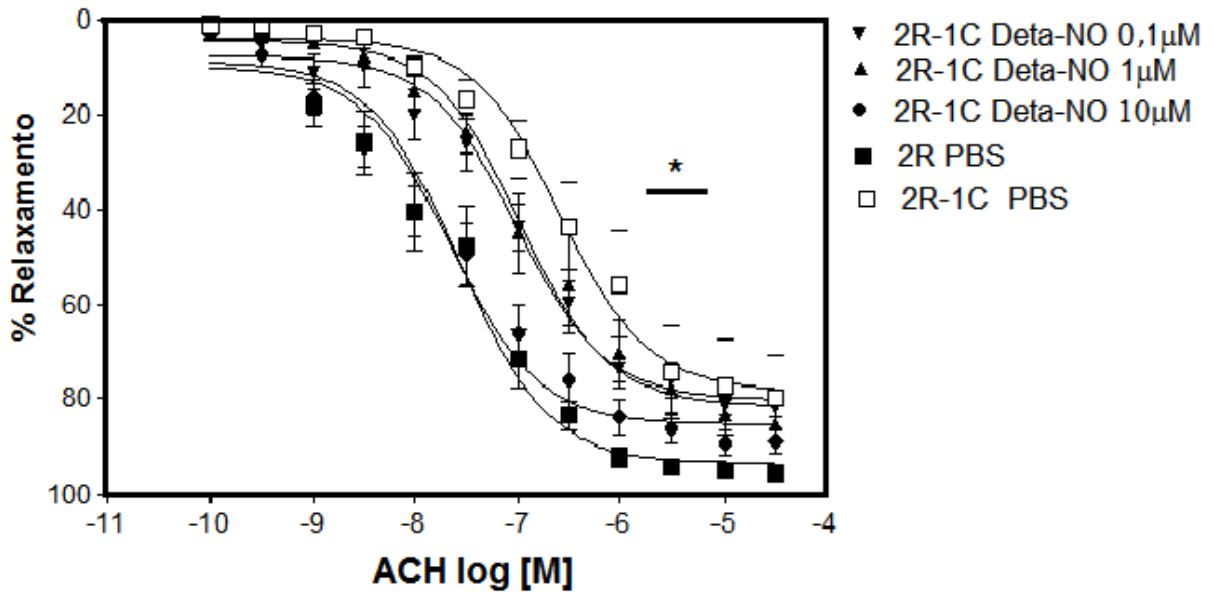 % Relaxamento
0
20
40
60
80
100
-11 -10 -9 -8 -7 -6 -5 -4
ACH log [M]
*
2R-1C Deta-NO 0,1µM
2R-1C Deta-NO 1µM
2R-1C Deta-NO 10µM
2R PBS
2R-1C PBS